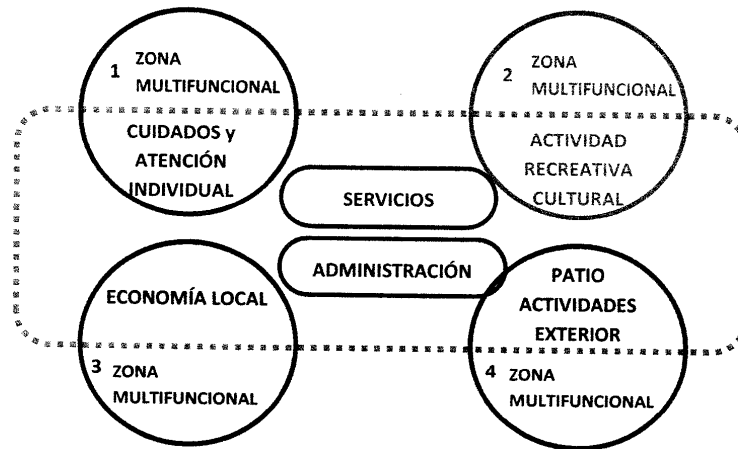 1 ZONA
MULTIFUNCIONAL
CUIDADOS y
ATENCIÓN
INDIVIDUAL
2 ZONA
MULTIFUNCIONAL
ACTIVIDAD
RECREATIVA
CULTURAL
SERVICIOS
ADMINISTRACIÓN
ECONOMÍA LOCAL
3 ZONA
MULTIFUNCIONAL
PATIO
ACTIVIDADES
EXTERIOR
4 ZONA
MULTIFUNCIONAL